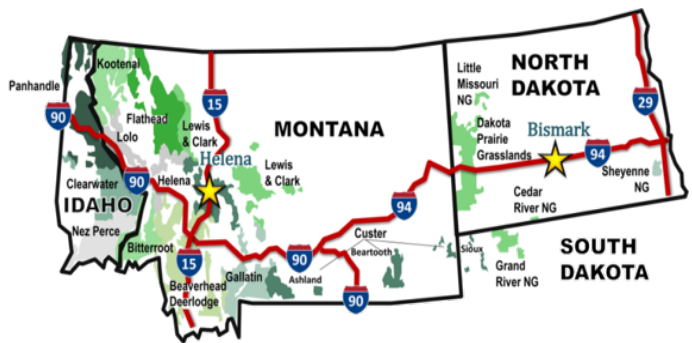 Kootenai
Panhandle
90
Flathead
Lolo
15
Lewis
& Clark
MONTANA
Helena
Lewis
& Clark
Helena
90
Clearwater
IDAHO
Nez Perce
Bitterroot
15
Beaverhead
Deerlodge
Gallatin
90
Ashland
Custer
Beartooth
94
90
Sioux
Little
Missouri
NG
NORTH
DAKOTA
29
Dakota
Prairie
Grasslands
Bismark
94
Sheyenne
NG
Cedar
River NG
Grand
River NG
SOUTH
DAKOTA